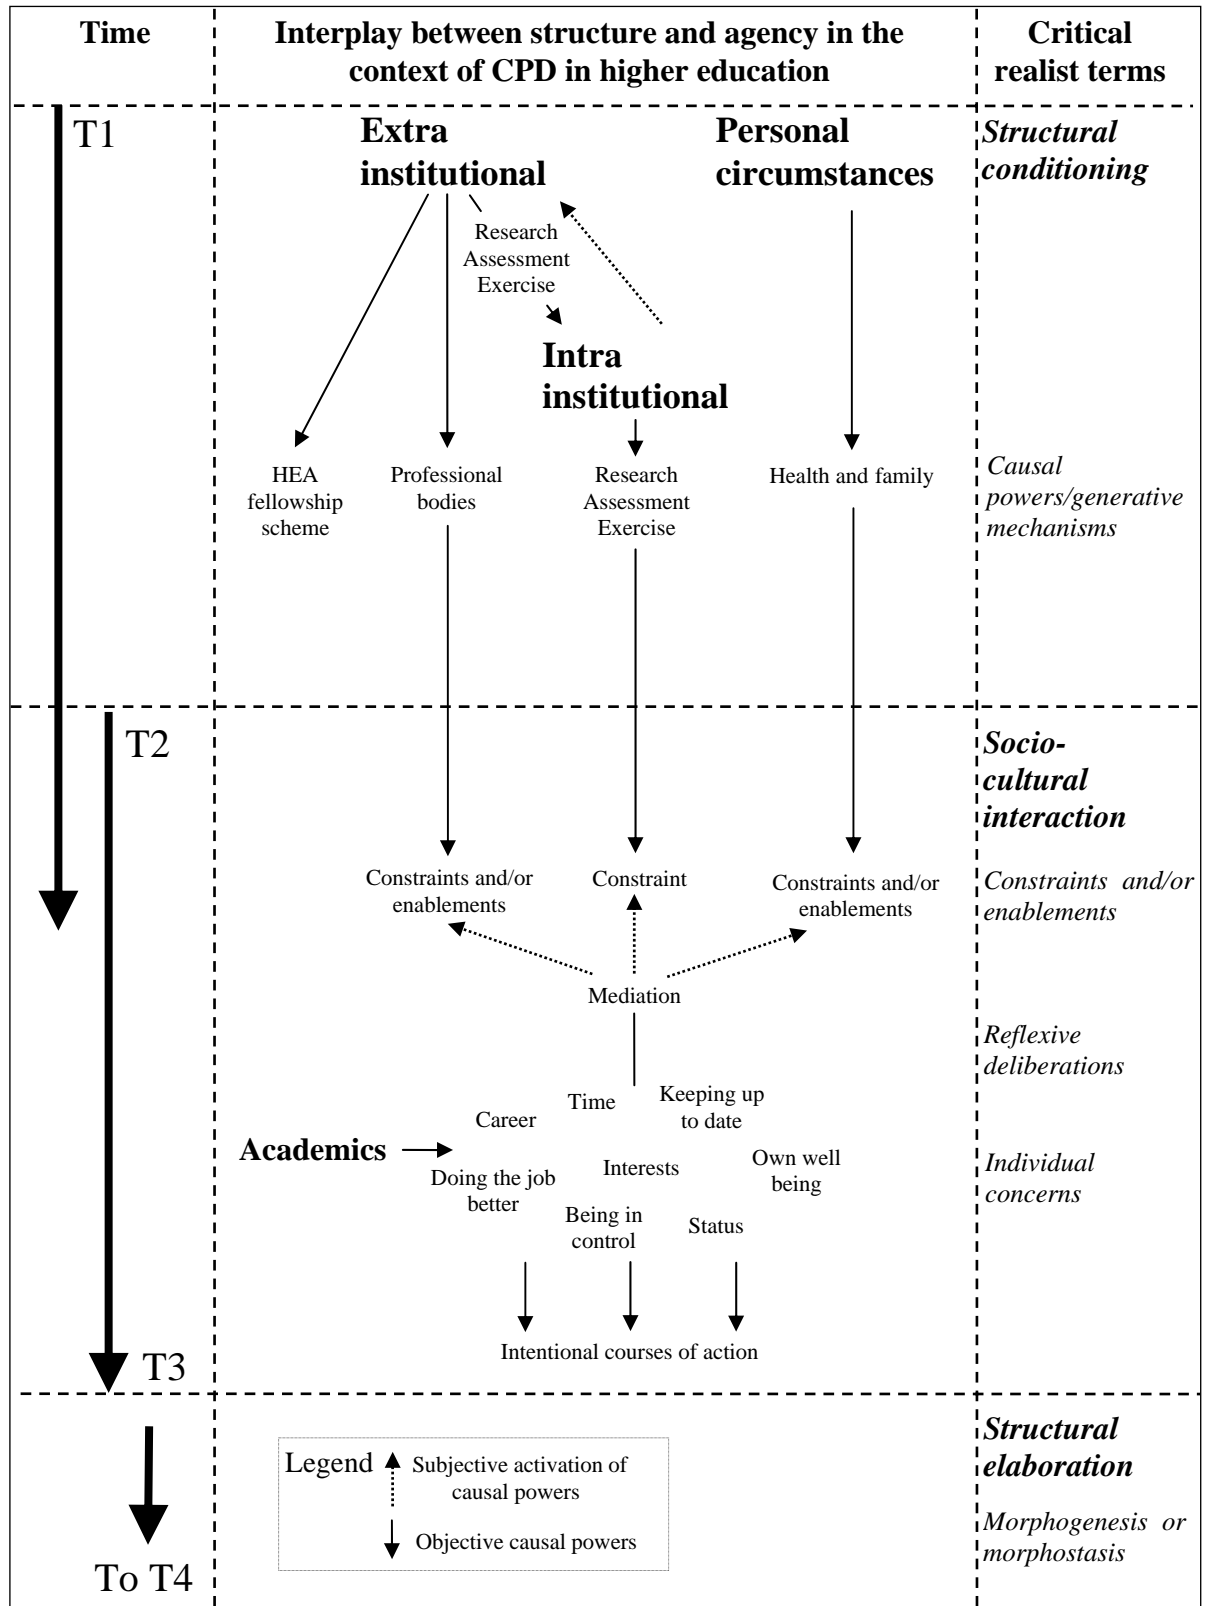 Time
Interplay between structure and agency in the
context of CPD in higher education
Critical
realist terms
T1
Extra
institutional
Personal
circumstances
Structural
conditioning
Research
Assessment
Exercise
Intra
institutional
HEA
fellowship
scheme
Professional
bodies
Research
Assessment
Exercise
Health and family
Causal
powers/generative
mechanisms
T2
Socio-
cultural
interaction
Constraints and/or
enablements
Constraint
Constraints and/or
enablements
Constraints and/or
enablements
Mediation
Reflexive
deliberations
Career
Time
Keeping up
to date
Academics
Doing the job
better
Interests
Own well
being
Individual
concerns
Being in
control
Status
Intentional courses of action
T3
Structural
elaboration
Legend
Subjective activation of
causal powers
Objective causal powers
Morphogenesis or
morphostasis
To T4